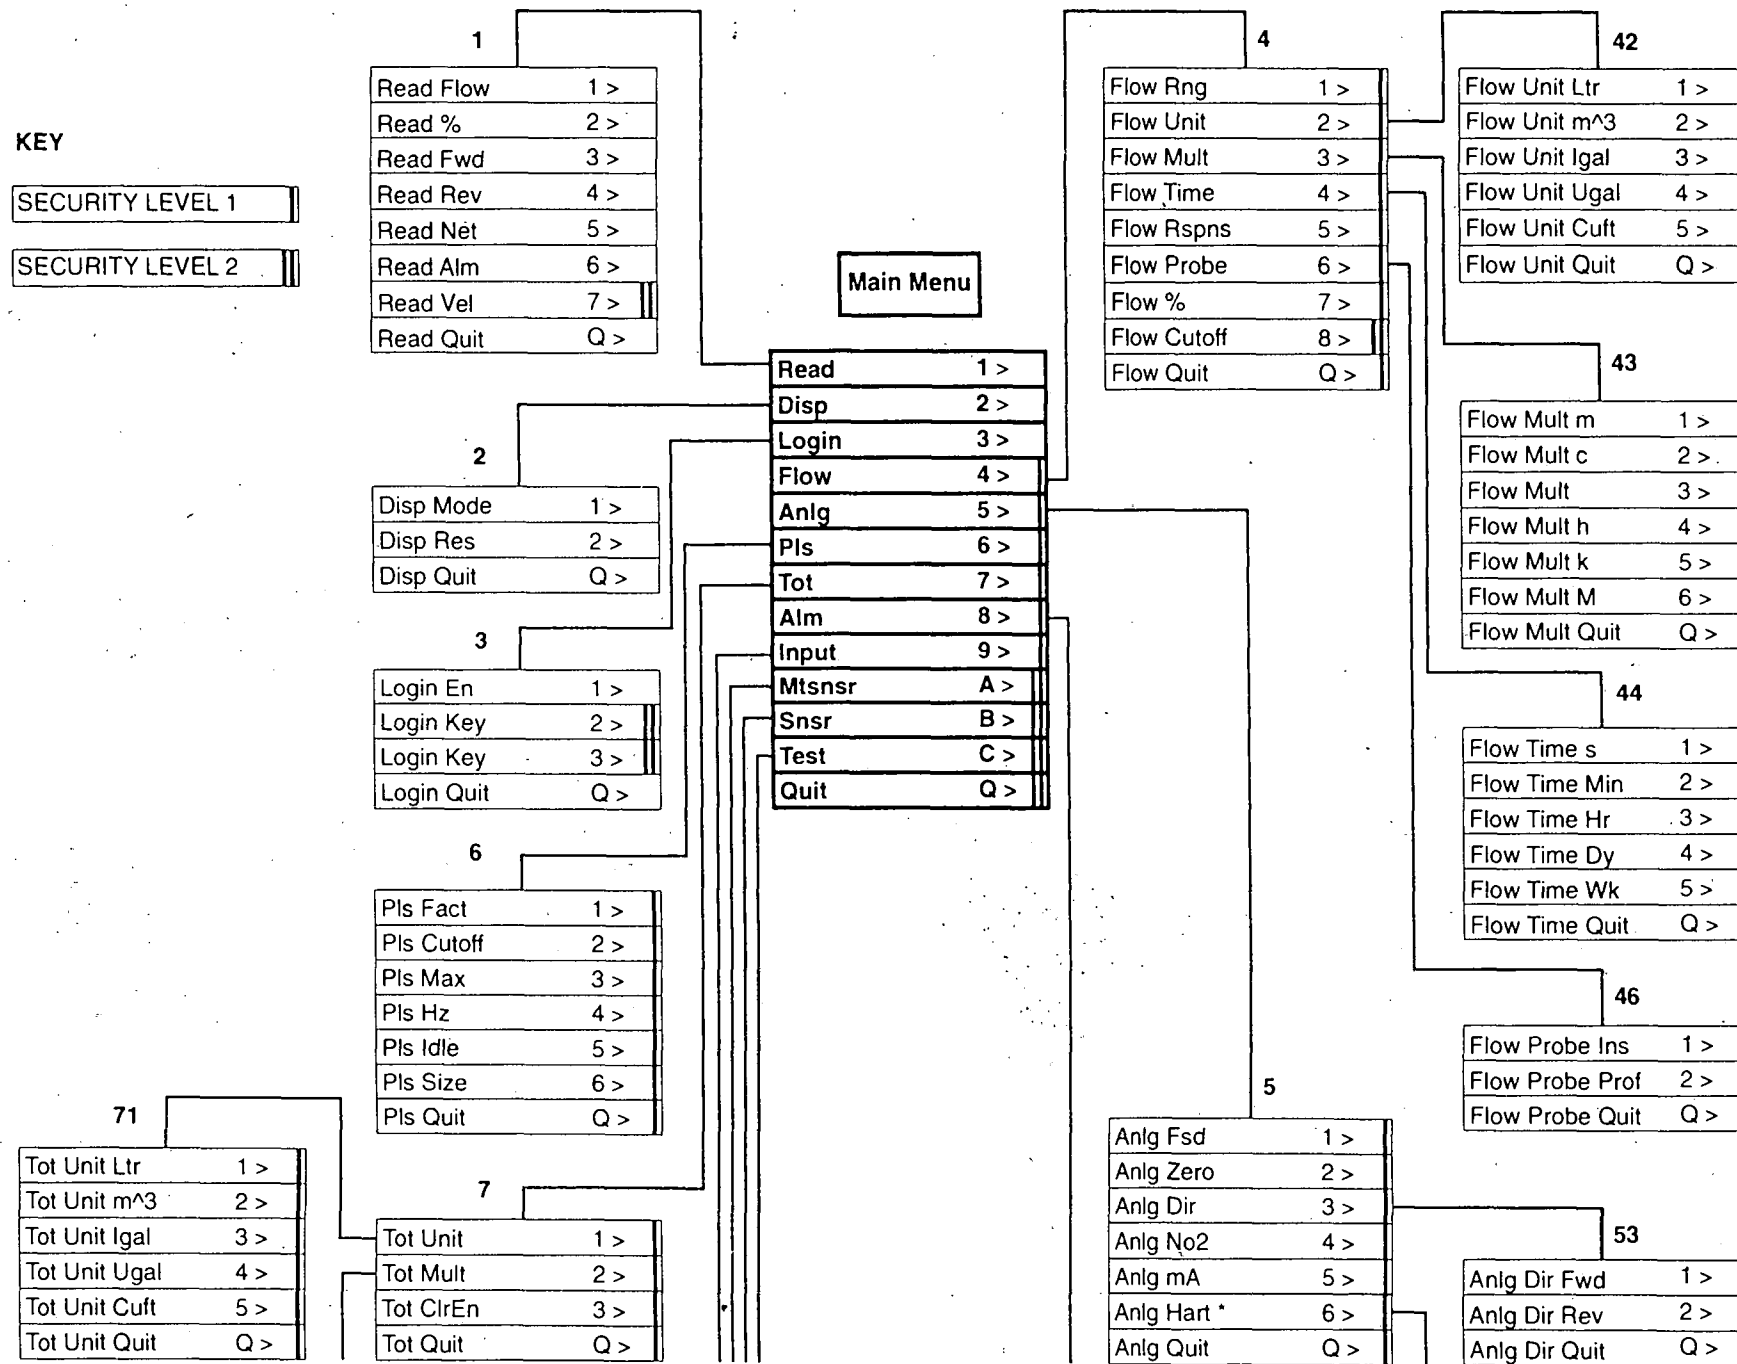 KEY
SECURITY LEVEL 1
SECURITY LEVEL 2
1
Read Flow 1 >
Read % 2 >
Read Fwd 3 >
Read Rev 4 >
Read Net 5 >
Read Alm 6 >
Read Vel 7 >
Read Quit Q >
2
Disp Mode 1 >
Disp Res 2 >
Disp Quit Q >
3
Login En 1 >
Login Key 2 >
Login Key 3 >
Login Quit Q >
6
Pls Fact 1 >
Pls Cutoff 2 >
Pls Max 3 >
Pls Hz 4 >
Pls Idle 5 >
Pls Size 6 >
Pls Quit Q >
71
Tot Unit Ltr 1 >
Tot Unit m^3 2 >
Tot Unit Igal 3 >
Tot Unit Ugal 4 >
Tot Unit Cuft 5 >
Tot Unit Quit Q >
7
Tot Unit 1 >
Tot Mult 2 >
Tot ClrEn 3 >
Tot Quit Q >
Main Menu
Read 1 >
Disp 2 >
Login 3 >
Flow 4 >
Anlg 5 >
Pls 6 >
Tot 7 >
Alm 8 >
Input 9 >
Mtsnsr A >
Snsr B >
Test C >
Quit Q >
4
Flow Rng 1 >
Flow Unit 2 >
Flow Mult 3 >
Flow Time 4 >
Flow Rspns 5 >
Flow Probe 6 >
Flow % 7 >
Flow Cutoff 8 >
Flow Quit Q >
5
Anlg Fsd 1 >
Anlg Zero 2 >
Anlg Dir 3 >
Anlg No2 4 >
Anlg mA 5 >
Anlg Hart * 6 >
Anlg Quit Q >
42
Flow Unit Ltr 1 >
Flow Unit m^3 2 >
Flow Unit Igal 3 >
Flow Unit Ugal 4 >
Flow Unit Cuft 5 >
Flow Unit Quit Q >
43
Flow Mult m 1 >
Flow Mult c 2 >
Flow Mult 3 >
Flow Mult h 4 >
Flow Mult k 5 >
Flow Mult M 6 >
Flow Mult Quit Q >
44
Flow Time s 1 >
Flow Time Min 2 >
Flow Time Hr 3 >
Flow Time Dy 4 >
Flow Time Wk 5 >
Flow Time Quit Q >
46
Flow Probe Ins 1 >
Flow Probe Prof 2 >
Flow Probe Quit Q >
53
Anlg Dir Fwd 1 >
Anlg Dir Rev 2 >
Anlg Dir Quit Q >